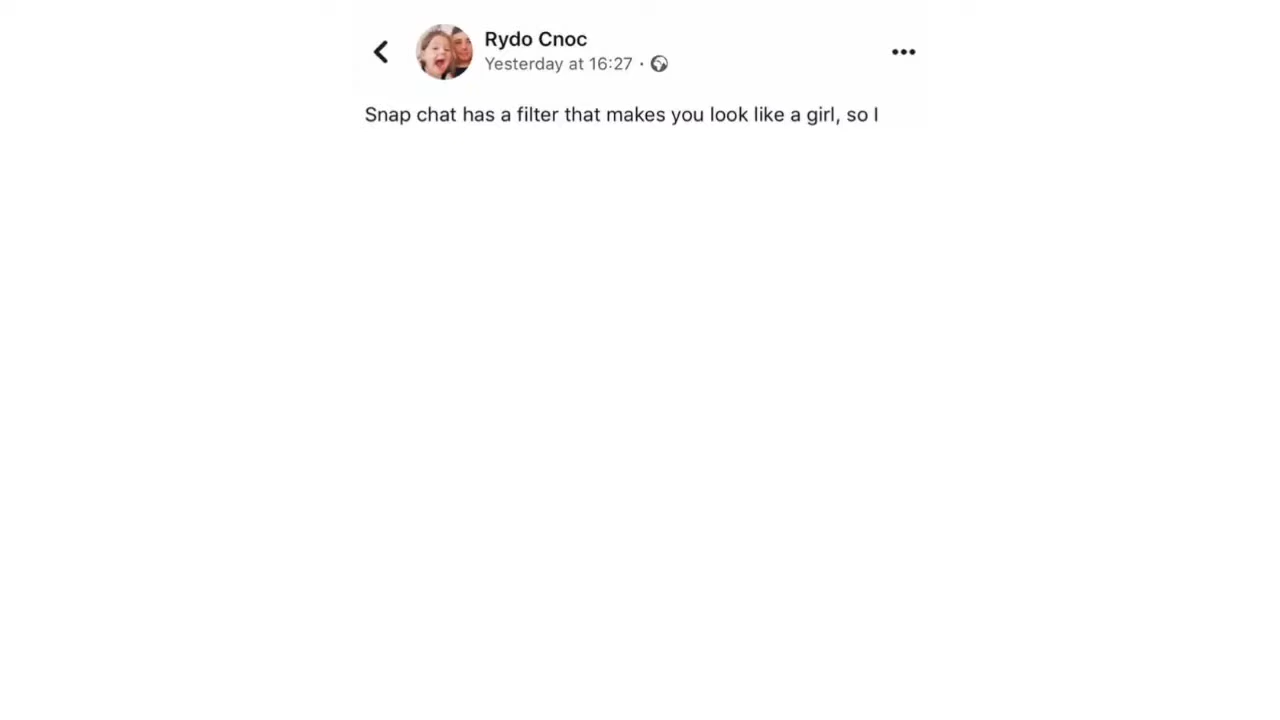 Rydo Cnoc
Yesterday at 16:27 ·
Snap chat has a filter that makes you look like a girl, so I